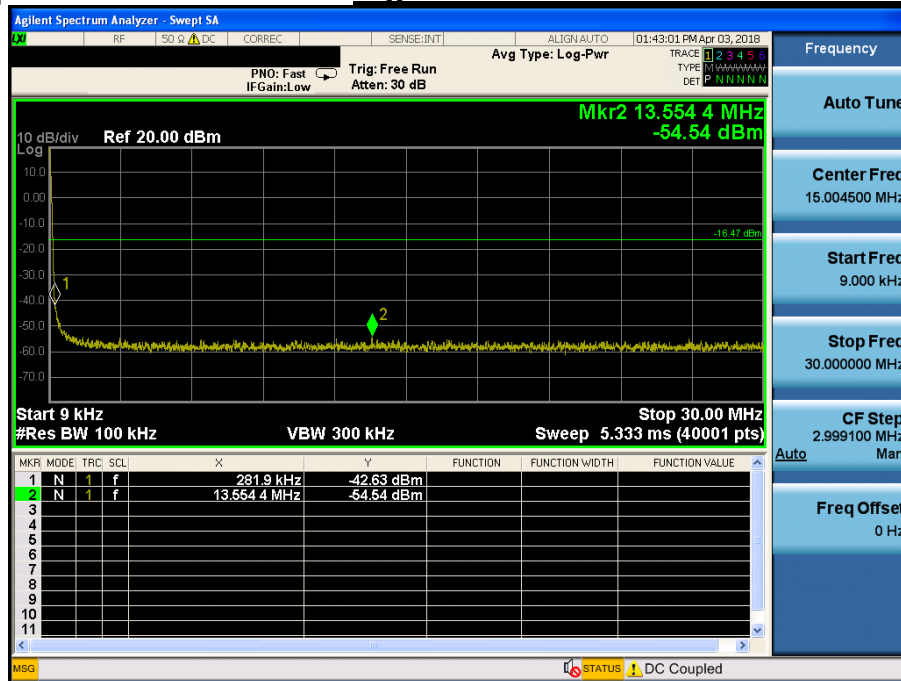 Agilent Spectrum Analyzer - Swept SA
LXI RF 50 Ω DC CORREC SENSE:INT ALIGN AUTO 01:43:01 PM Apr 03, 2018
Avg Type: Log-Pwr
TRACE 1 2 3 4 5 6
PNO: Fast Trig: Free Run TYPE M WWWWW
IFGain:Low Atten: 30 dB DET P N N N N N
Mkr2 13.554 4 MHz
-54.54 dBm
10 dB/div Ref 20.00 dBm
Log
10.0
0.00
-10.0
-16.47 dBm
-20.0
-30.0
1
-40.0
-50.0
2
-60.0
-70.0
Start 9 kHz Stop 30.00 MHz
#Res BW 100 kHz VBW 300 kHz Sweep 5.333 ms (40001 pts)
MKR MODE TRC SCL X Y FUNCTION FUNCTION WIDTH FUNCTION VALUE
1 N 1 f 281.9 kHz -42.63 dBm
2 N 1 f 13.554 4 MHz -54.54 dBm
3
4
5
6
7
8
9
10
11
MSG STATUS DC Coupled
Frequency
Auto Tune
Center Freq
15.004500 MHz
Start Freq
9.000 kHz
Stop Freq
30.000000 MHz
CF Step
2.999100 MHz
Auto Man
Freq Offset
0 Hz